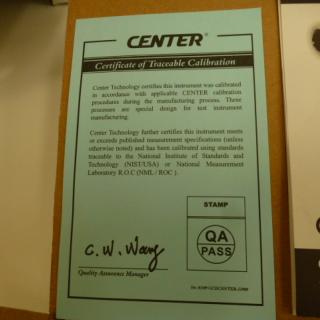 CENTER®
Certificate of Traceable Calibration
Center Technology certifies this instrument was calibrated
in accordance with applicable CENTER calibration
procedures during the manufacturing process. These
processes are special design for test instrument
manufacturing.
Center Technology further certifies this instrument meets
or exceeds published measurement specifications (unless
otherwise noted) and has been calibrated using standards
traceable to the National Institute of Standards and
Technology (NIST/USA) or National Measurement
Laboratory R.O.C (NML / ROC ).
STAMP
QA
PASS
C. W. Wang
Quality Assurance Manager